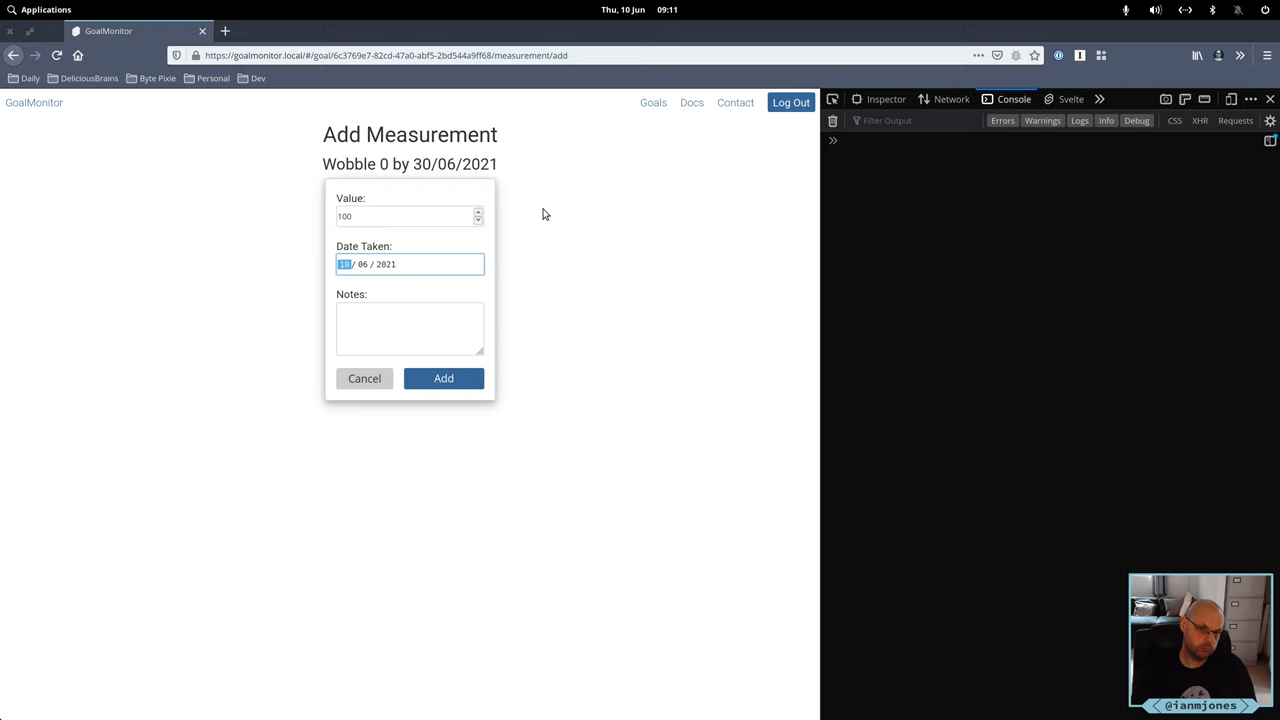 Applications
Thu, 10 Jun 09:11
GoalMonitor
https://goalmonitor.local/#/goal/6c3769e7-82cd-47a0-abf5-2bd544a9ff68/measurement/add
Daily DeliciousBrains Byte Pixie Personal Dev
GoalMonitor Goals Docs Contact Log Out
Inspector Network Console Svelte
Filter Output Errors Warnings Logs Info Debug CSS XHR Requests
Add Measurement
Wobble 0 by 30/06/2021
Value:
100
Date Taken:
10/ 06 / 2021
Notes:
Cancel Add
@ianmjones